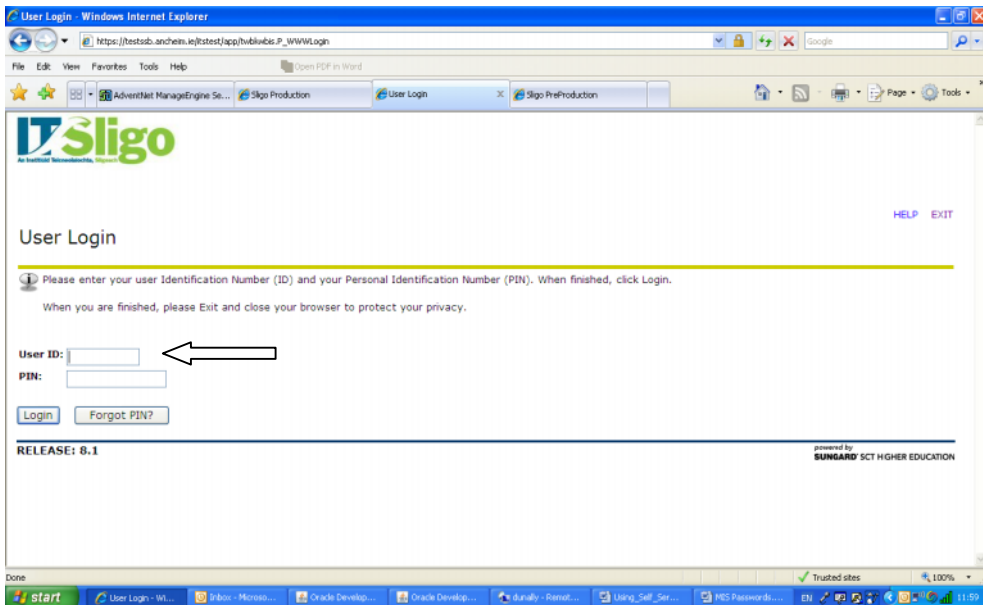 User Login - Windows Internet Explorer
https://testssb.ancheim.ie/itstest/app/twbkwbis.P_WWWLogin
Google
File Edit View Favorites Tools Help
Open PDF in Word
AdventNet ManageEngine Se...
Sligo Production
User Login
Sligo PreProduction
Page
Tools
IT Sligo
An Institiúid Teicneolaíochta, Sligeach
HELP EXIT
User Login
Please enter your user Identification Number (ID) and your Personal Identification Number (PIN). When finished, click Login.
When you are finished, please Exit and close your browser to protect your privacy.
User ID:
PIN:
Login Forgot PIN?
RELEASE: 8.1
powered by
SUNGARD' SCT HIGHER EDUCATION
Done
Trusted sites
100%
start
User Login - Wi...
Inbox - Microso...
Oracle Develop...
Oracle Develop...
dunally - Remot...
Using_Self_Ser...
MIS Passwords....
EN
11:59